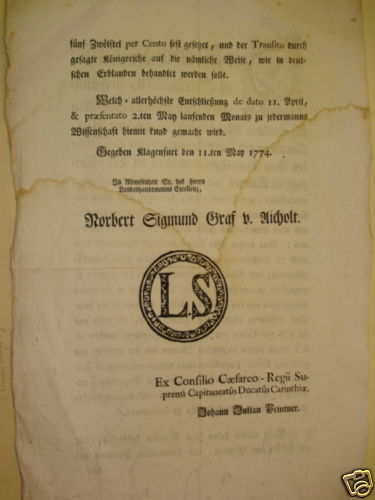 fünf Zwölftel per Cento fest gesetzet, und der Transito durch
gesagte Königreiche auf die nämliche Weise, wie in deut-
schen Erblanden behandlet werden solle.
Welch-allerhöchste Entschließung de dato 11. April,
& præsentato 2.ten May laufenden Monats zu jedermanns
Wissenschaft hiemit kund gemacht wird.
Gegeben Klagenfurt den 11.ten May 1774.
In Abwesenheit Sr. des Herrn
Landeshauptmanns Excellenz,
Norbert Sigmund Graf v. Aicholt.
L.S
Ex Consilio Cæsareo-Regii Su-
premi Capitaneatûs Ducatûs Carinthiæ.
Johann Julian Peintner.